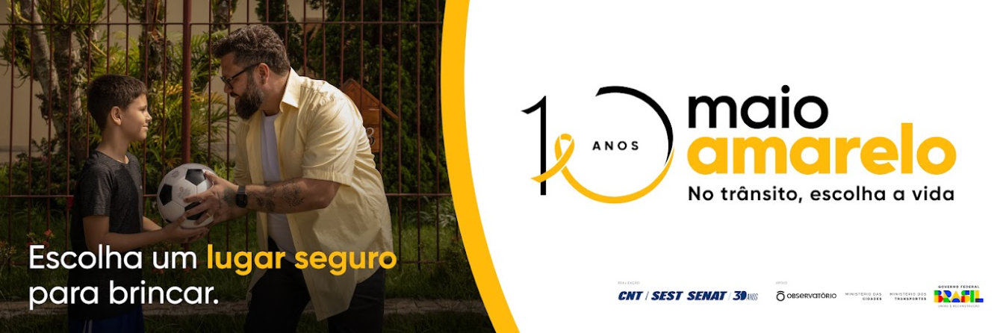 Escolha um lugar seguro
para brincar.
10 ANOS
maio
amarelo
No trânsito, escolha a vida
REALIZAÇÃO
CNT SEST SENAT 30 ANOS
APOIO
OBSERVATÓRIO
MINISTÉRIO DAS
CIDADES
MINISTÉRIO DOS
TRANSPORTES
GOVERNO FEDERAL
BRASIL
UNIÃO E RECONSTRUÇÃO